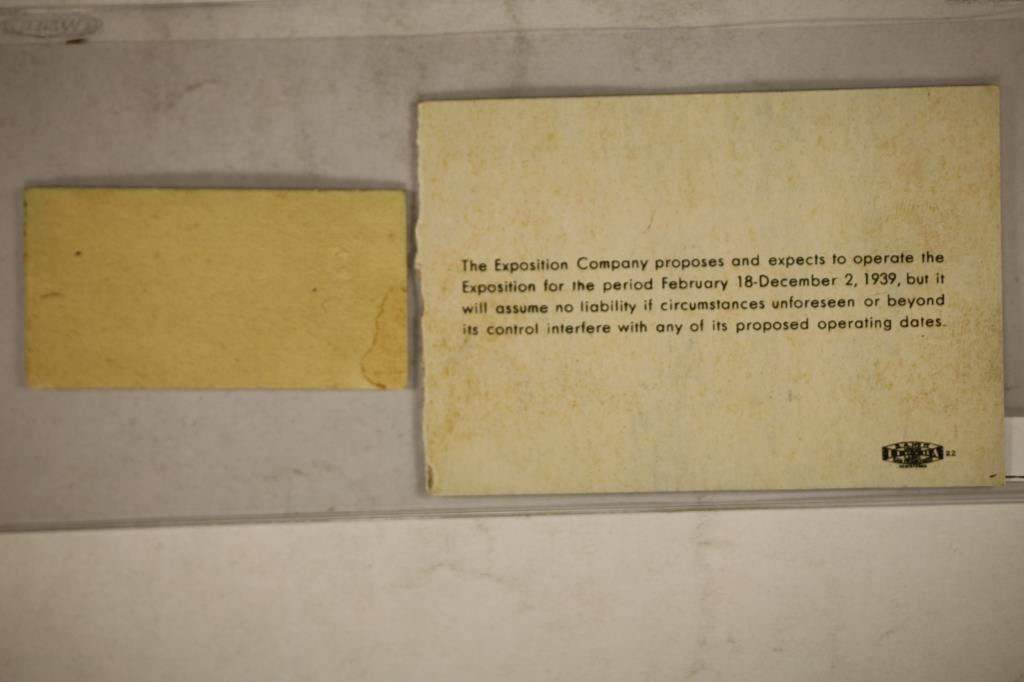 The Exposition Company proposes and expects to operate the
Exposition for the period February 18-December 2, 1939, but it
will assume no liability if circumstances unforeseen or beyond
its control interfere with any of its proposed operating dates.
22